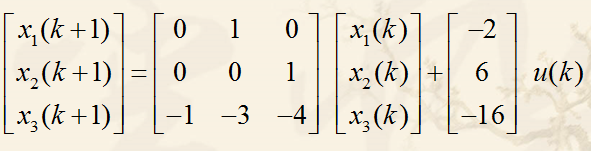 [x₁(k+1)] [0 1 0] [x₁(k)] [−2]
[x₂(k+1)] = [0 0 1] [x₂(k)] + [6] u(k)
[x₃(k+1)] [−1 −3 −4] [x₃(k)] [−16]